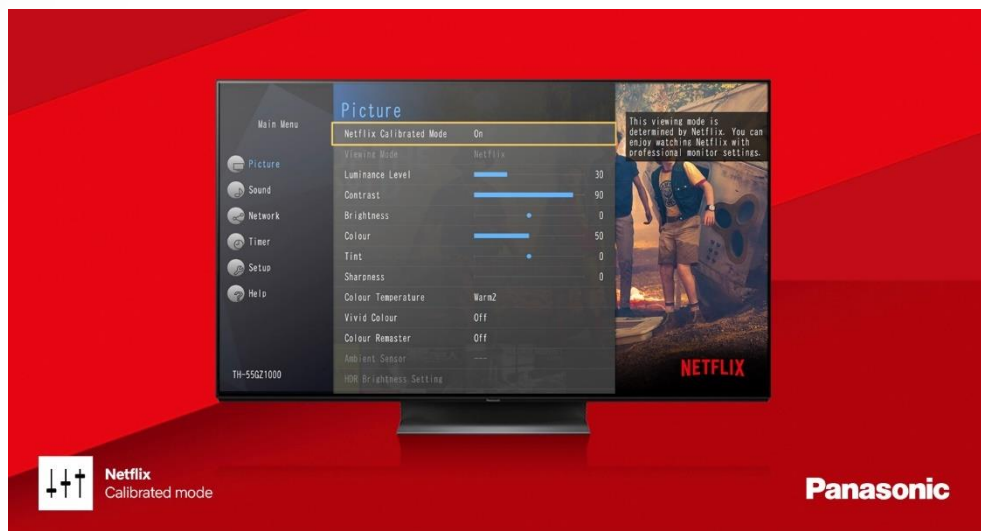 Main Menu
Picture
Sound
Network
Timer
Setup
Help
TH-55GZ1000
Picture
Netflix Calibrated Mode On
Viewing Mode Netflix
Luminance Level 30
Contrast 90
Brightness 0
Colour 50
Tint 0
Sharpness 0
Colour Temperature Warm2
Vivid Colour Off
Colour Remaster Off
Ambient Sensor ---
HDR Brightness Setting
This viewing mode is
determined by Netflix. You can
enjoy watching Netflix with
professional monitor settings.
NETFLIX
Panasonic
Netflix
Calibrated mode
Panasonic